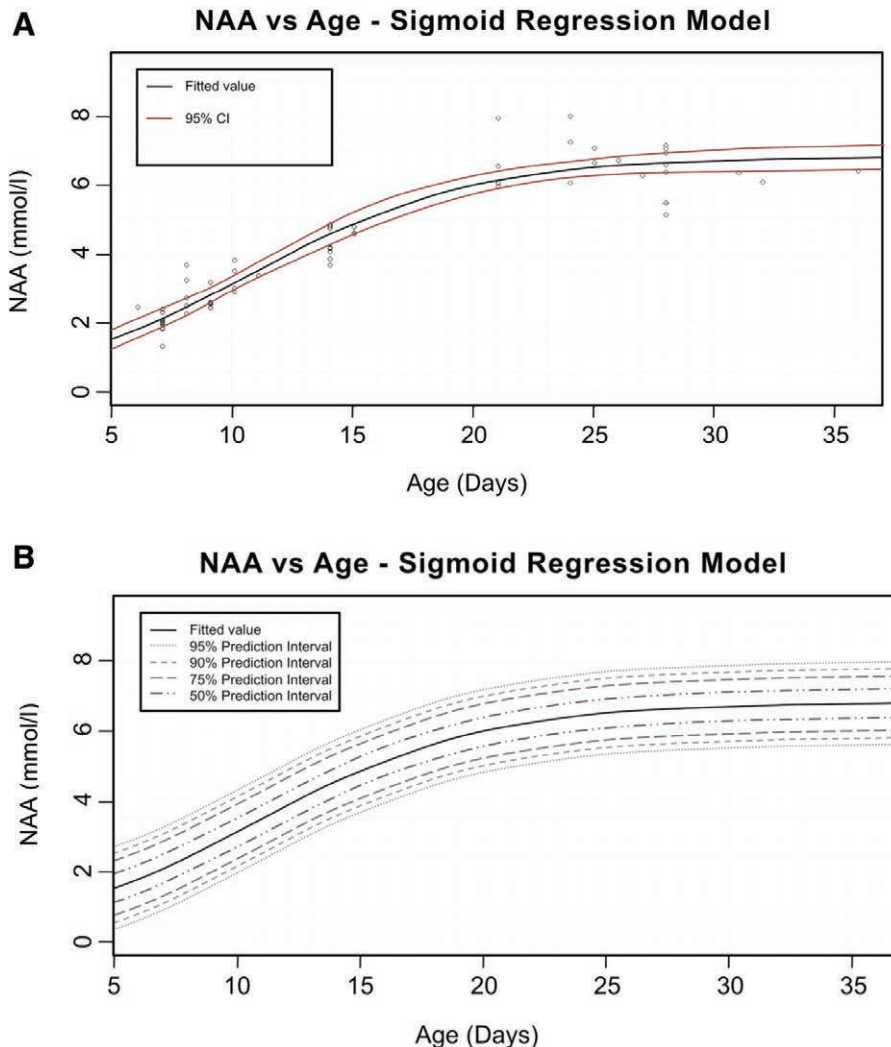 A
NAA vs Age - Sigmoid Regression Model
Fitted value
95% CI
8
6
4
2
0
NAA (mmol/l)
5 10 15 20 25 30 35
Age (Days)
B
NAA vs Age - Sigmoid Regression Model
Fitted value
95% Prediction Interval
90% Prediction Interval
75% Prediction Interval
50% Prediction Interval
8
6
4
2
0
NAA (mmol/l)
5 10 15 20 25 30 35
Age (Days)